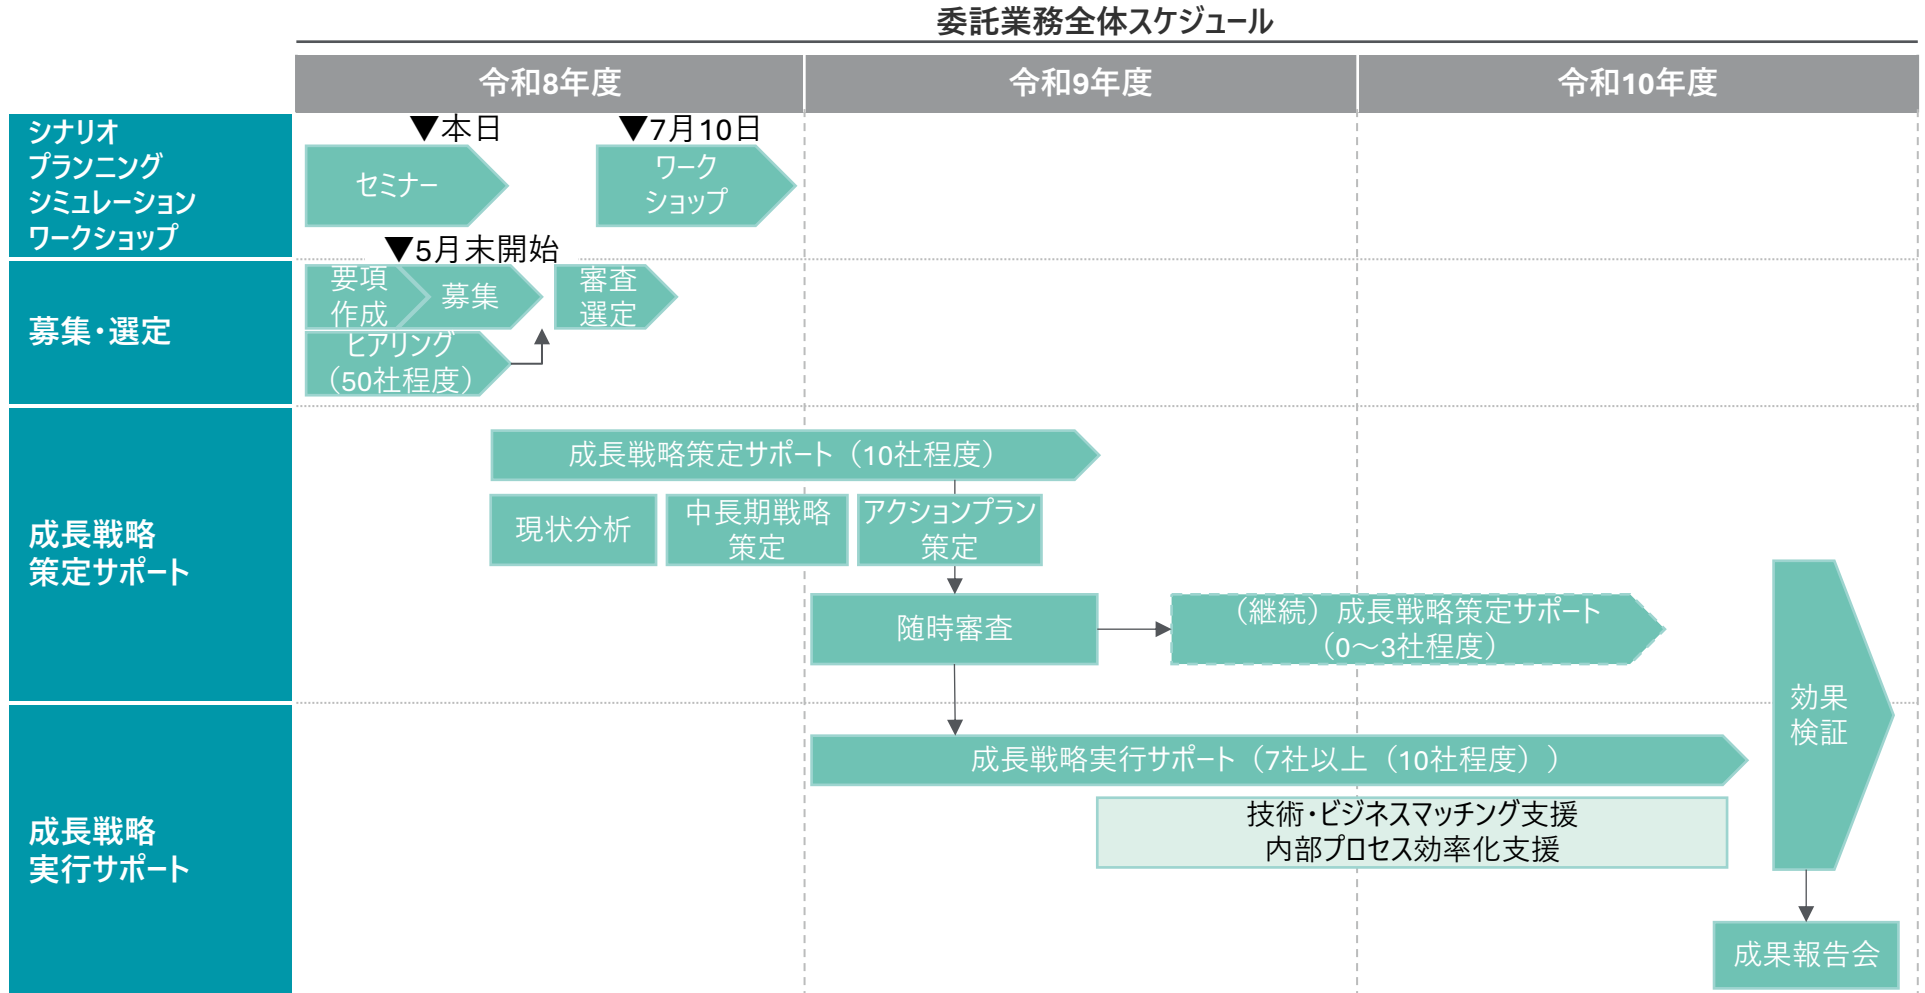 委託業務全体スケジュール
令和8年度
令和9年度
令和10年度
シナリオ
プランニング
シミュレーション
ワークショップ
▼本日
▼7月10日
セミナー
ワーク
ショップ
募集・選定
▼5月末開始
要項
作成
募集
審査
選定
ヒアリング
（50社程度）
成長戦略
策定サポート
成長戦略策定サポート（10社程度）
現状分析
中長期戦略
策定
アクションプラン
策定
随時審査
（継続）成長戦略策定サポート
（0～3社程度）
効果
検証
成長戦略
実行サポート
成長戦略実行サポート（7社以上（10社程度））
技術・ビジネスマッチング支援
内部プロセス効率化支援
成果報告会